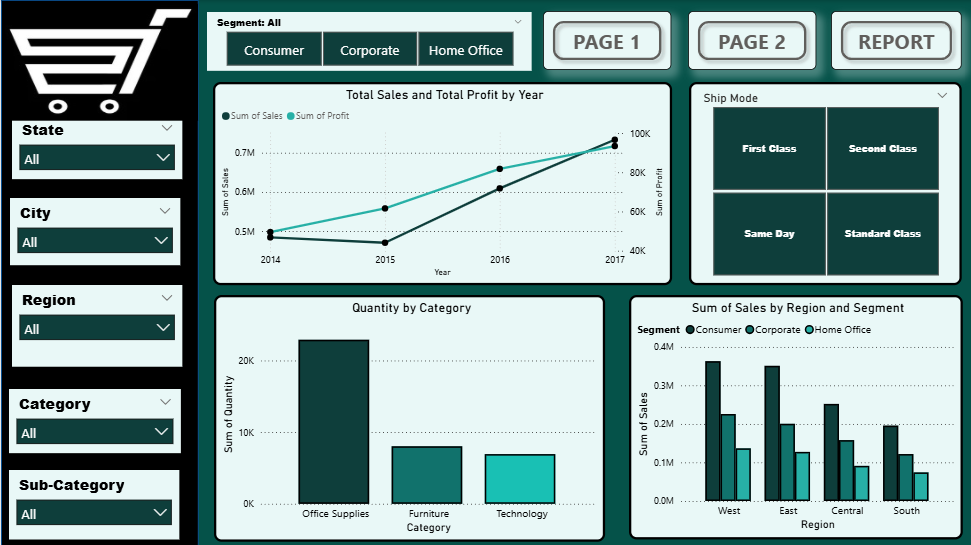 Segment: All
Consumer
Corporate
Home Office
PAGE 1
PAGE 2
REPORT
State
All
City
All
Region
All
Category
All
Sub-Category
All
Total Sales and Total Profit by Year
Sum of Sales Sum of Profit
Sum of Sales
0.7M
0.6M
0.5M
100K
80K
60K
40K
Sum of Profit
2014 2015 2016 2017
Year
Ship Mode
First Class
Second Class
Same Day
Standard Class
Quantity by Category
Sum of Quantity
20K
10K
0K
Office Supplies Furniture Technology
Category
Sum of Sales by Region and Segment
Segment Consumer Corporate Home Office
Sum of Sales
0.4M
0.3M
0.2M
0.1M
0.0M
West East Central South
Region